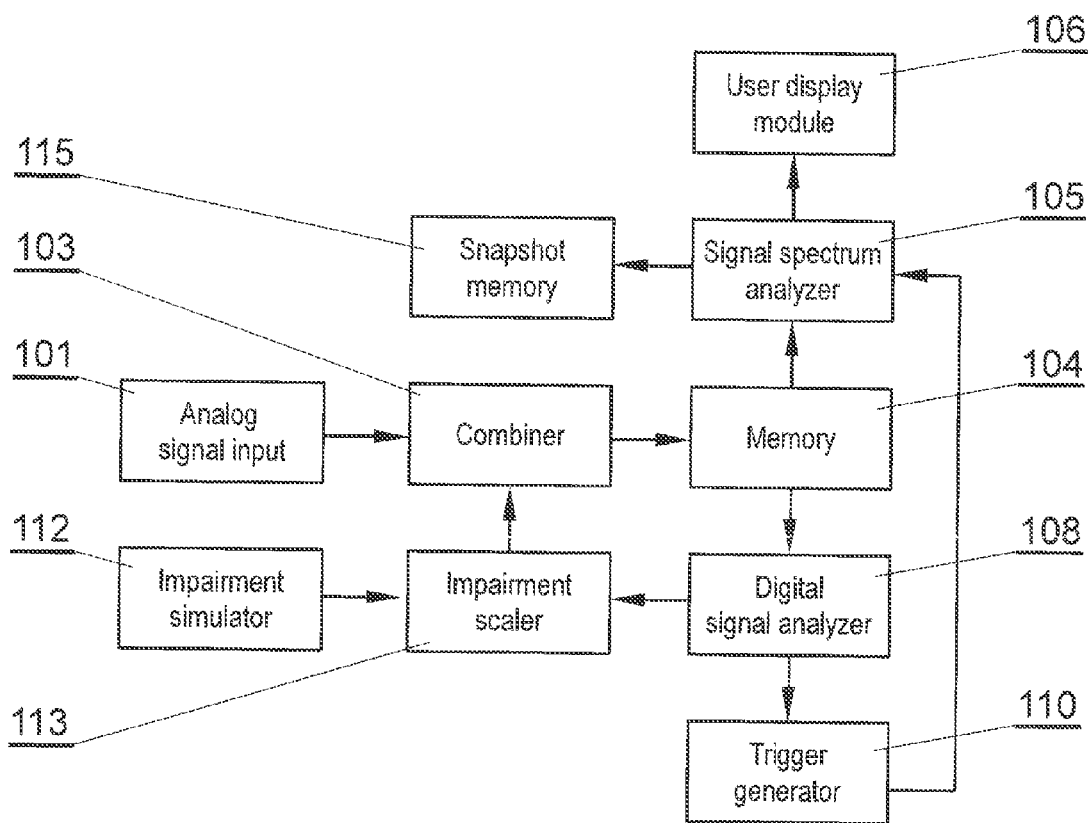 106
User display
module
115
105
103
Snapshot
memory
Signal spectrum
analyzer
101
104
Analog
signal input
Combiner
Memory
112
108
Impairment
simulator
Impairment
scaler
Digital
signal analyzer
113
110
Trigger
generator